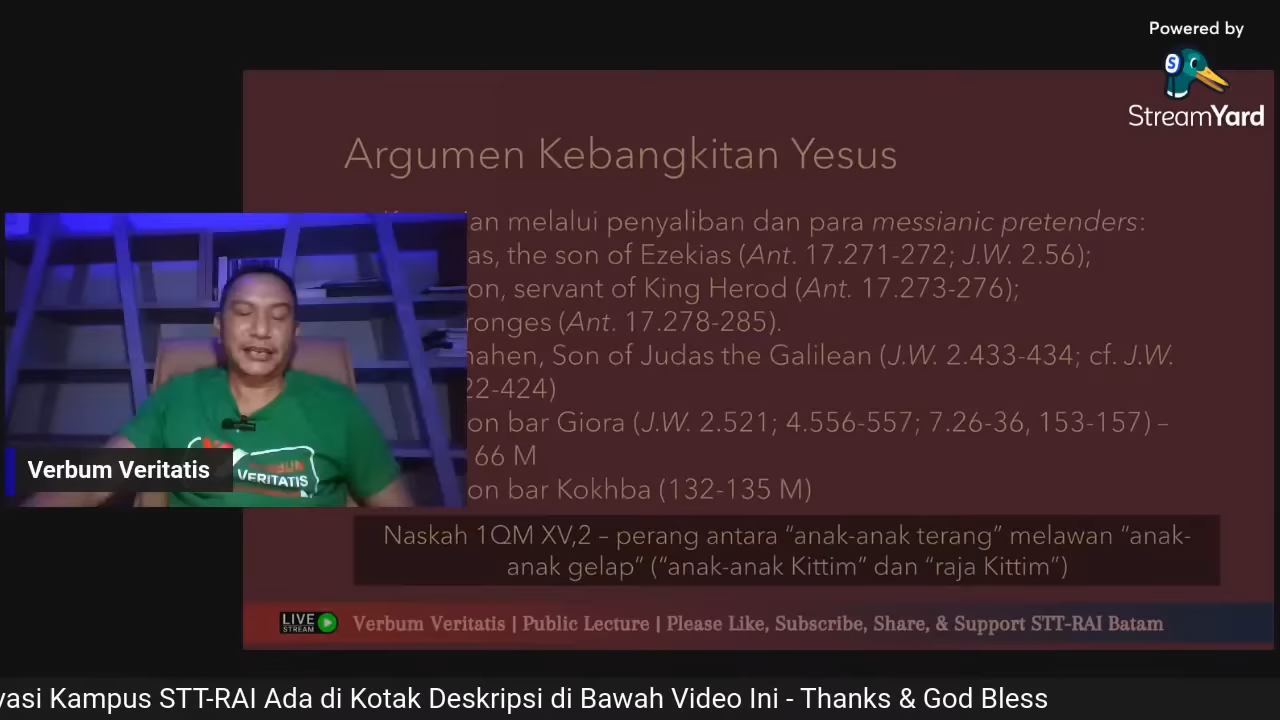 Powered by
S
StreamYard
Argumen Kebangkitan Yesus
melalui penyaliban dan para messianic pretenders:
as, the son of Ezekias (Ant. 17.271-272; J.W. 2.56);
on, servant of King Herod (Ant. 17.273-276);
ronges (Ant. 17.278-285).
ahen, Son of Judas the Galilean (J.W. 2.433-434; cf. J.W.
22-424)
on bar Giora (J.W. 2.521; 4.556-557; 7.26-36, 153-157) –
66 M
on bar Kokhba (132-135 M)
VERITATIS
Verbum Veritatis
Naskah 1QM XV,2 – perang antara “anak-anak terang” melawan “anak-
anak gelap” (“anak-anak Kittim” dan “raja Kittim”)
LIVE
STREAM
Verbum Veritatis | Public Lecture | Please Like, Subscribe, Share, & Support STT-RAI Batam
vasi Kampus STT-RAI Ada di Kotak Deskripsi di Bawah Video Ini - Thanks & God Bless